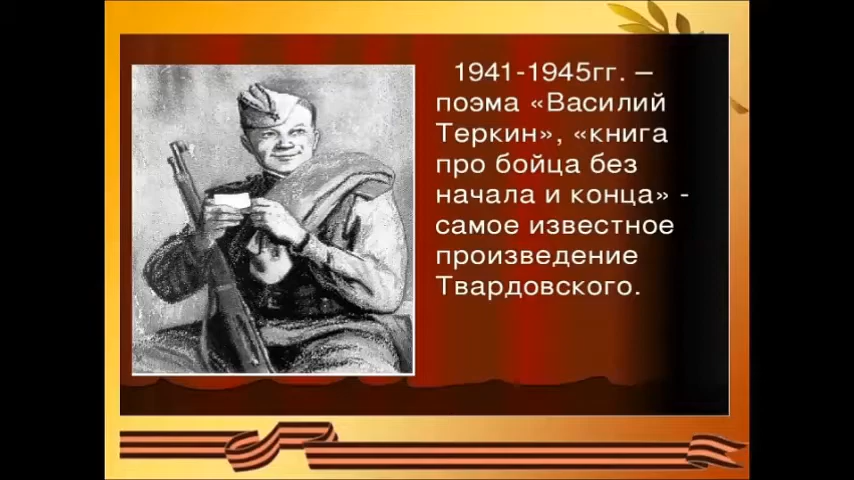 1941-1945гг. –
поэма «Василий
Теркин», «книга
про бойца без
начала и конца» -
самое известное
произведение
Твардовского.